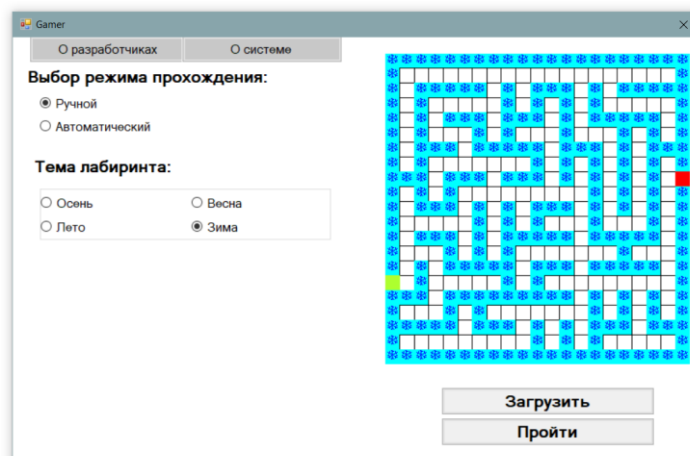 Gamer
О разработчиках
О системе
Выбор режима прохождения:
Ручной
Автоматический
Тема лабиринта:
Осень
Весна
Лето
Зима
Загрузить
Пройти